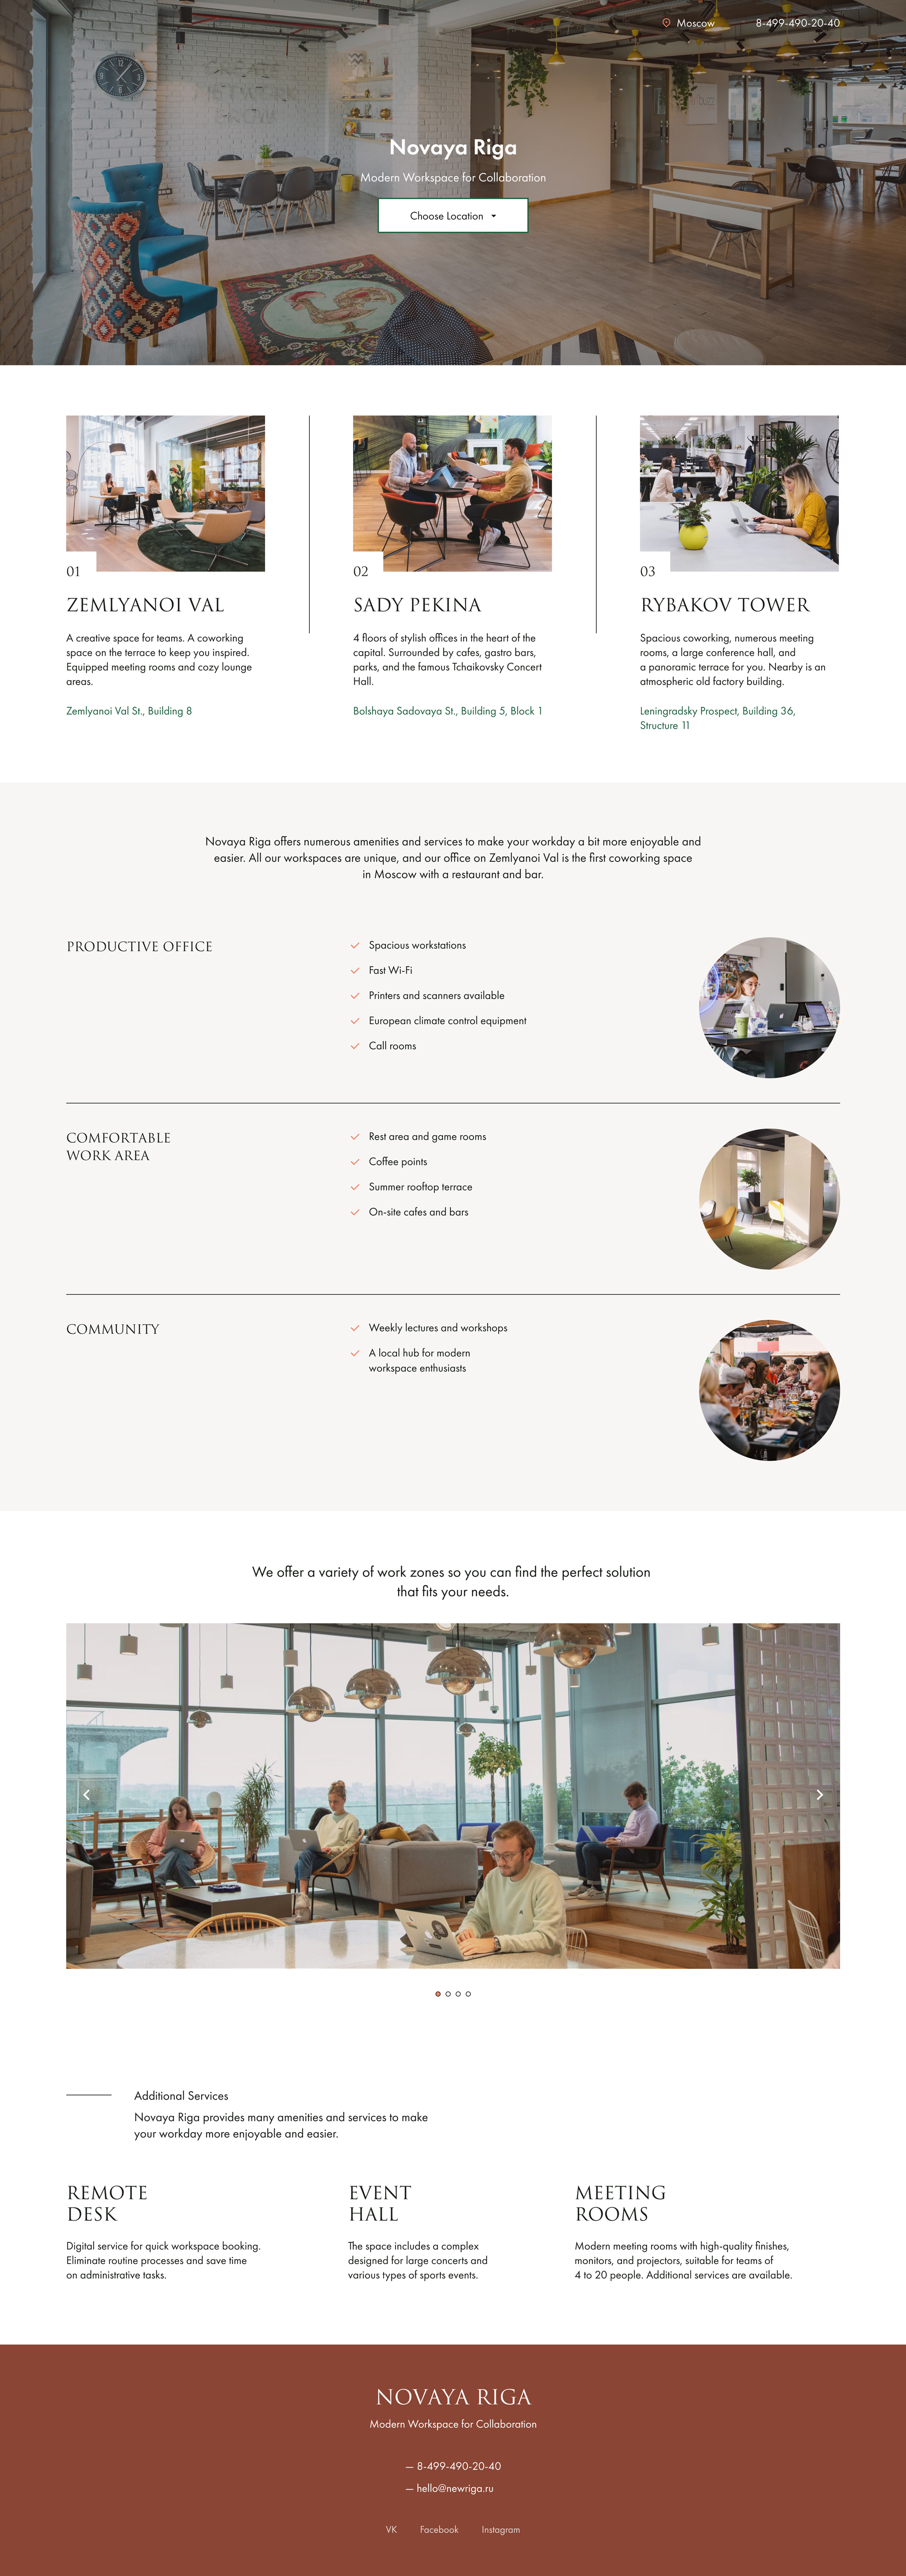 Moscow
8-499-490-20-40
Novaya Riga
Modern Workspace for Collaboration
Choose Location
01
ZEMLYANOI VAL
A creative space for teams. A coworking
space on the terrace to keep you inspired.
Equipped meeting rooms and cozy lounge
areas.
Zemlyanoi Val St., Building 8
02
SADY PEKINA
4 floors of stylish offices in the heart of the
capital. Surrounded by cafes, gastro bars,
parks, and the famous Tchaikovsky Concert
Hall.
Bolshaya Sadovaya St., Building 5, Block 1
03
RYBAKOV TOWER
Spacious coworking, numerous meeting
rooms, a large conference hall, and
a panoramic terrace for you. Nearby is an
atmospheric old factory building.
Leningradsky Prospect, Building 36,
Structure 11
Novaya Riga offers numerous amenities and services to make your workday a bit more enjoyable and
easier. All our workspaces are unique, and our office on Zemlyanoi Val is the first coworking space
in Moscow with a restaurant and bar.
PRODUCTIVE OFFICE
Spacious workstations
Fast Wi-Fi
Printers and scanners available
European climate control equipment
Call rooms
COMFORTABLE
WORK AREA
Rest area and game rooms
Coffee points
Summer rooftop terrace
On-site cafes and bars
COMMUNITY
Weekly lectures and workshops
A local hub for modern
workspace enthusiasts
We offer a variety of work zones so you can find the perfect solution
that fits your needs.
Additional Services
Novaya Riga provides many amenities and services to make
your workday more enjoyable and easier.
REMOTE
DESK
Digital service for quick workspace booking.
Eliminate routine processes and save time
on administrative tasks.
EVENT
HALL
The space includes a complex
designed for large concerts and
various types of sports events.
MEETING
ROOMS
Modern meeting rooms with high-quality finishes,
monitors, and projectors, suitable for teams of
4 to 20 people. Additional services are available.
NOVAYA RIGA
Modern Workspace for Collaboration
— 8-499-490-20-40
— hello@newriga.ru
VK
Facebook
Instagram